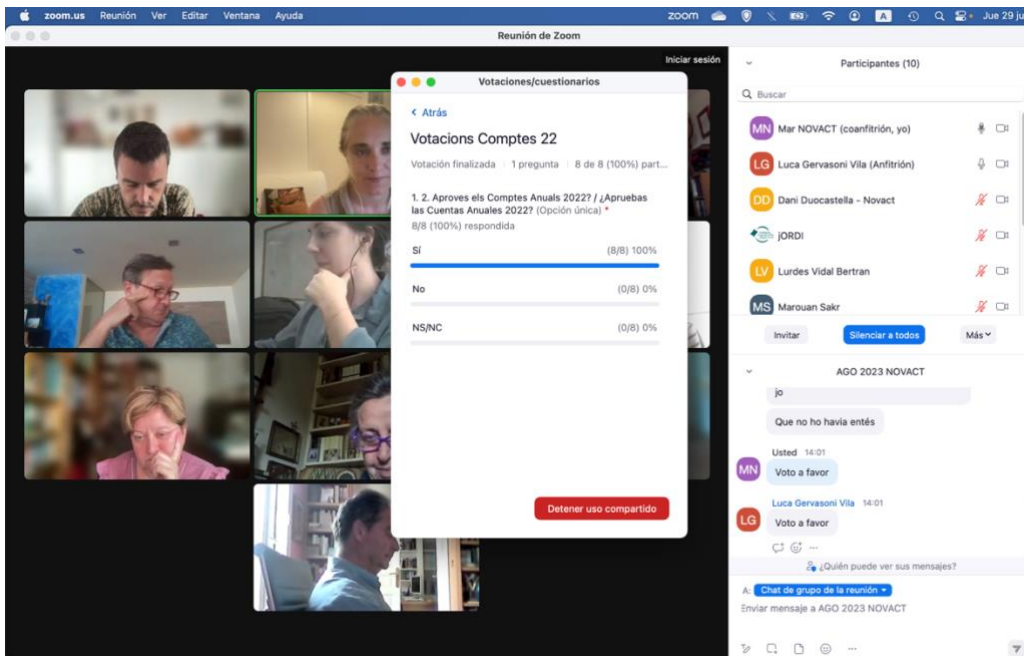 zoom.us Reunión Ver Editar Ventana Ayuda
zoom A Jue 29 ju
Reunión de Zoom
Iniciar sesión
Votaciones/cuestionarios
Atrás
Votacions Comptes 22
Votación finalizada 1 pregunta 8 de 8 (100%) part...
1. 2. Aproves els Comptes Anuals 2022? / ¿Apruebas
las Cuentas Anuales 2022? (Opción única) *
8/8 (100%) respondida
Sí (8/8) 100%
No (0/8) 0%
NS/NC (0/8) 0%
Detener uso compartido
Participantes (10)
Buscar
MN Mar NOVACT (coanfitrión, yo)
LG Luca Gervasoni Vila (Anfitrión)
DD Dani Duocastella - Novact
jORDI
LV Lurdes Vidal Bertran
MS Marouan Sakr
Invitar Silenciar a todos Más
AGO 2023 NOVACT
jo
Que no ho havia entés
Usted 14:01
MN Voto a favor
Luca Gervasoni Vila 14:01
LG Voto a favor
¿Quién puede ver sus mensajes?
A: Chat de grupo de la reunión
Enviar mensaje a AGO 2023 NOVACT